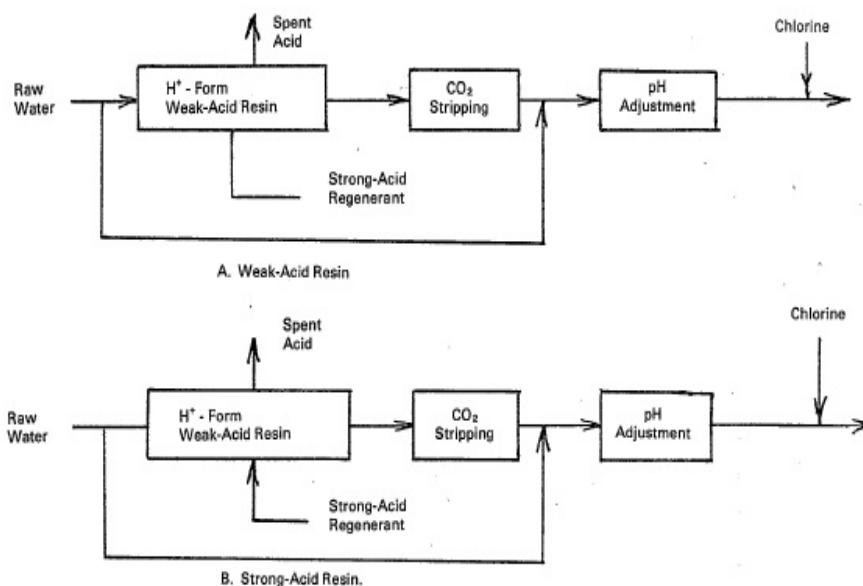 Spent
Acid
Chlorine
Raw
Water
H+ - Form
Weak-Acid Resin
CO2
Stripping
pH
Adjustment
Strong-Acid
Regenerant
A. Weak-Acid Resin
Spent
Acid
Chlorine
Raw
Water
H+ - Form
Weak-Acid Resin
CO2
Stripping
pH
Adjustment
Strong-Acid
Regenerant
B. Strong-Acid Resin.